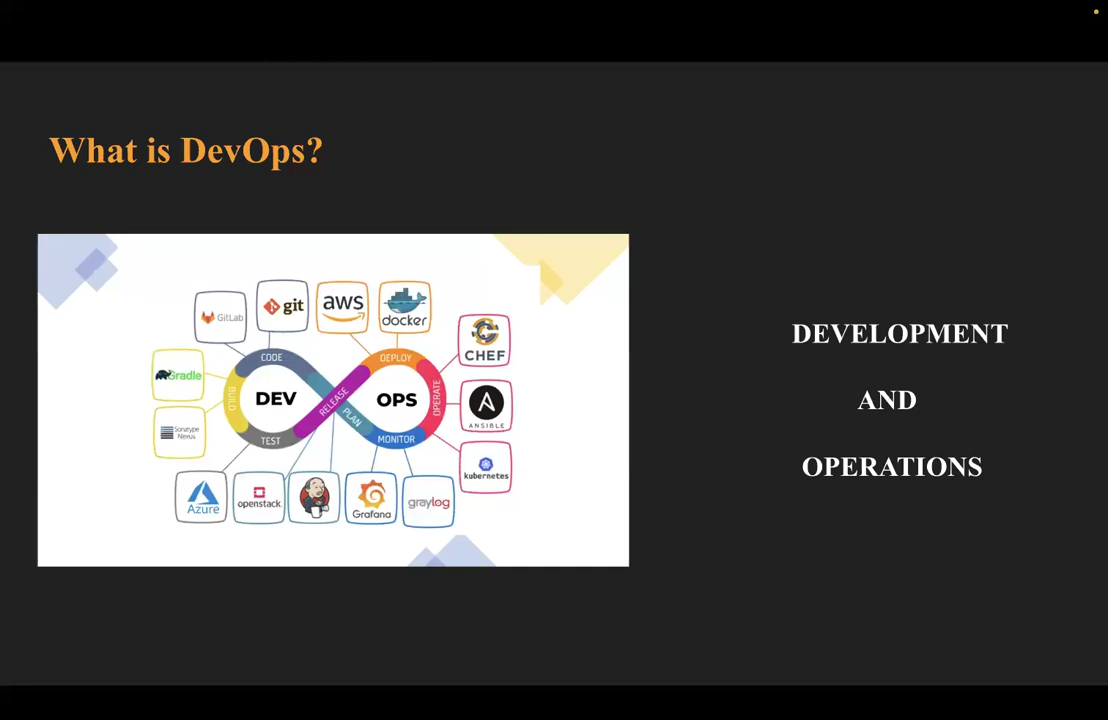 What is DevOps?
GitLab
git
aws
docker
CHEF
Gradle
CODE
DEPLOY
BUILD
DEV
RELEASE
PLAN
OPS
OPERATE
ANSIBLE
Sonatype
Nexus
TEST
MONITOR
kubernetes
Azure
openstack
Grafana
graylog
DEVELOPMENT
AND
OPERATIONS